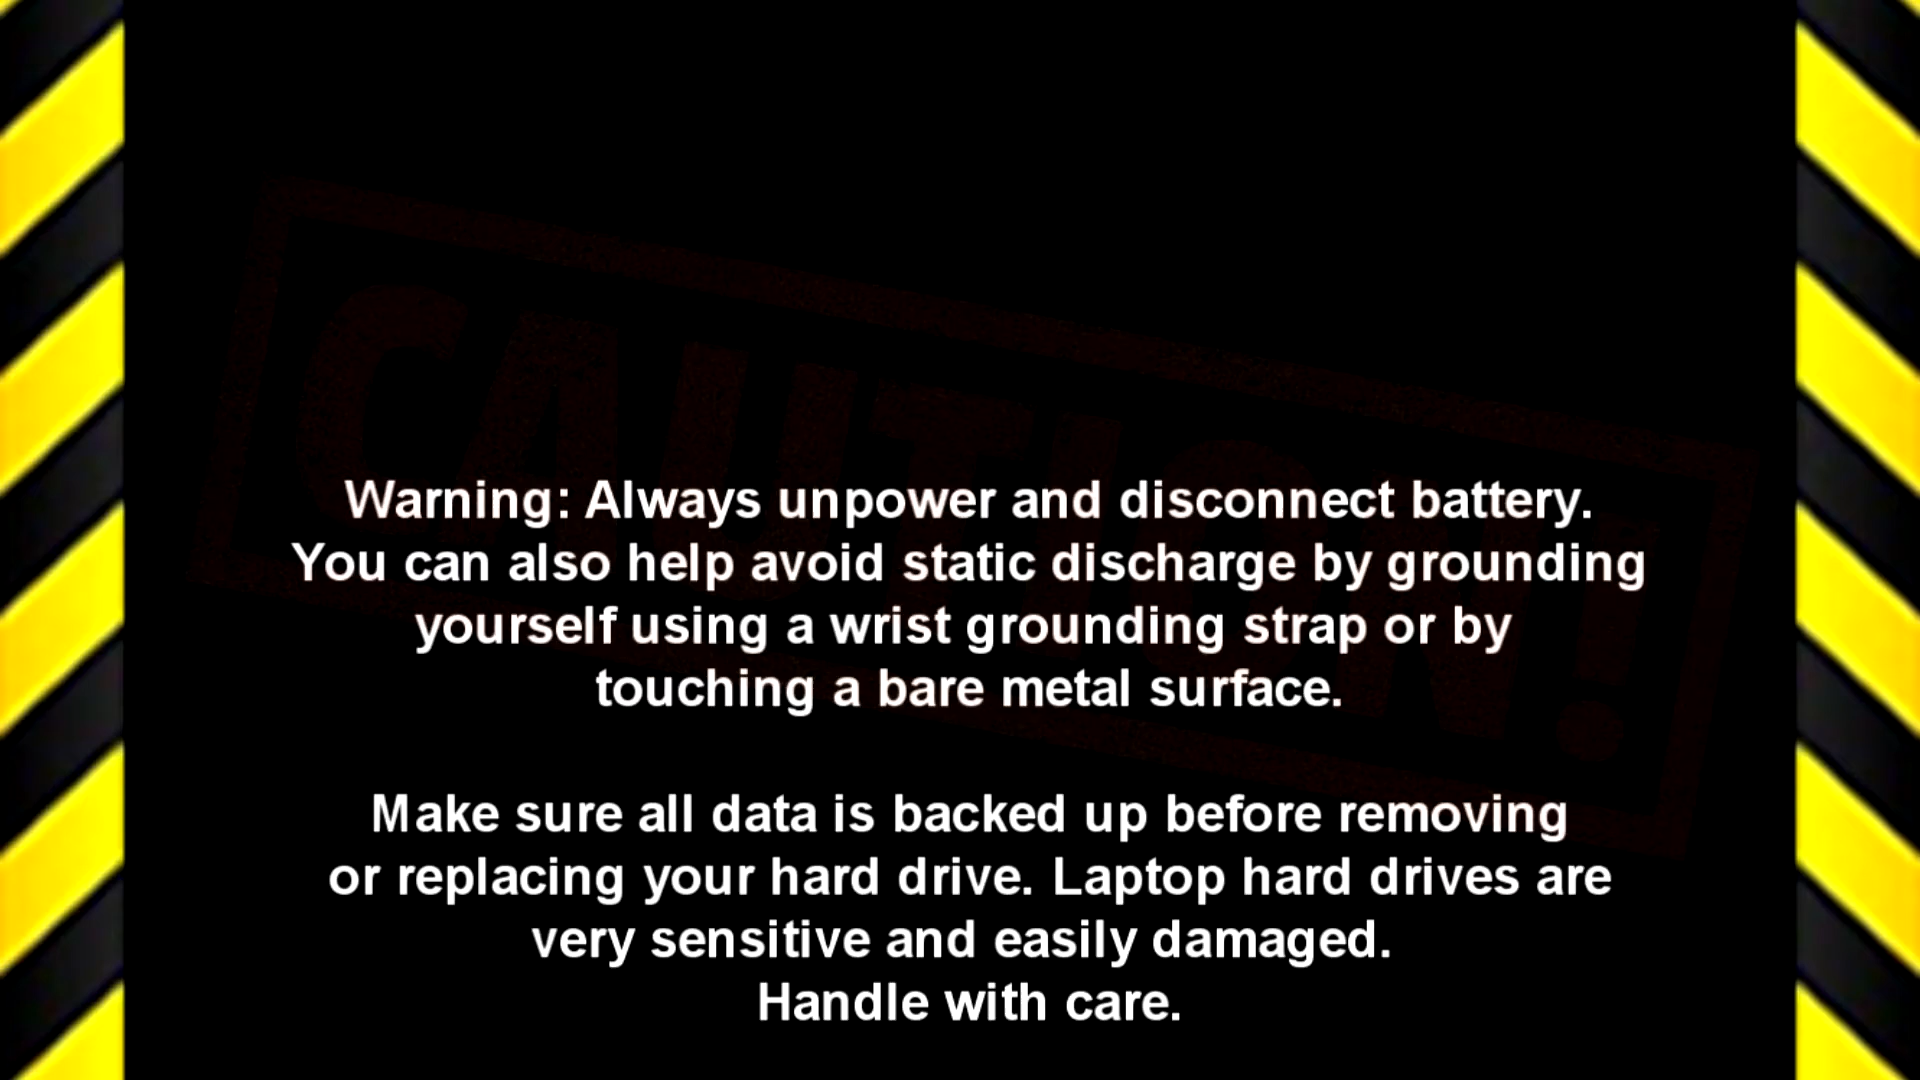 CAUTION!
Warning: Always unpower and disconnect battery.
You can also help avoid static discharge by grounding
yourself using a wrist grounding strap or by
touching a bare metal surface.
Make sure all data is backed up before removing
or replacing your hard drive. Laptop hard drives are
very sensitive and easily damaged.
Handle with care.